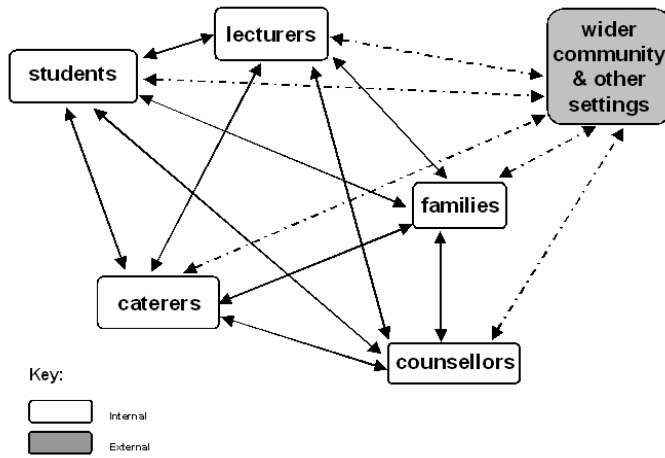 lecturers
students
wider
community
& other
settings
families
caterers
counsellors
Key:
Internal
External